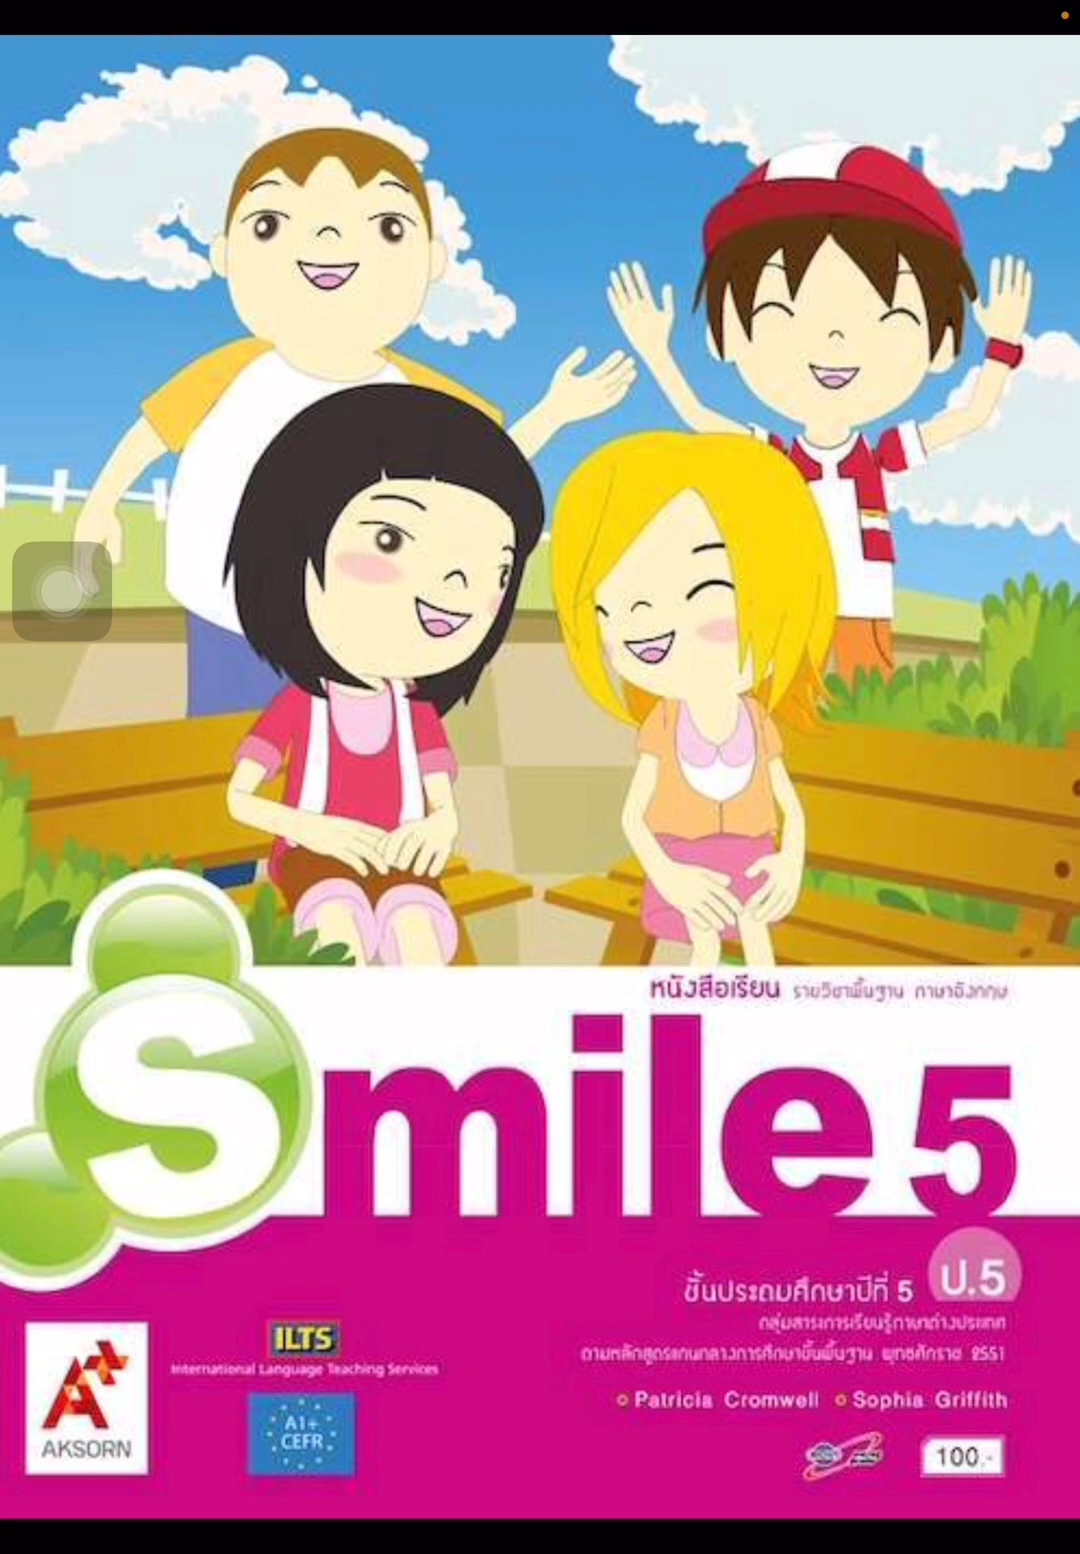 หนังสือเรียน รายวิชาพื้นฐาน ภาษาอังกฤษ
Smile 5
ชั้นประถมศึกษาปีที่ 5 ป.5
กลุ่มสาระการเรียนรู้ภาษาต่างประเทศ
ตามหลักสูตรแกนกลางการศึกษาขั้นพื้นฐาน พุทธศักราช 2551
Patricia Cromwell Sophia Griffith
ILTS
International Language Teaching Services
A1+
CEFR
AKSORN
100.-